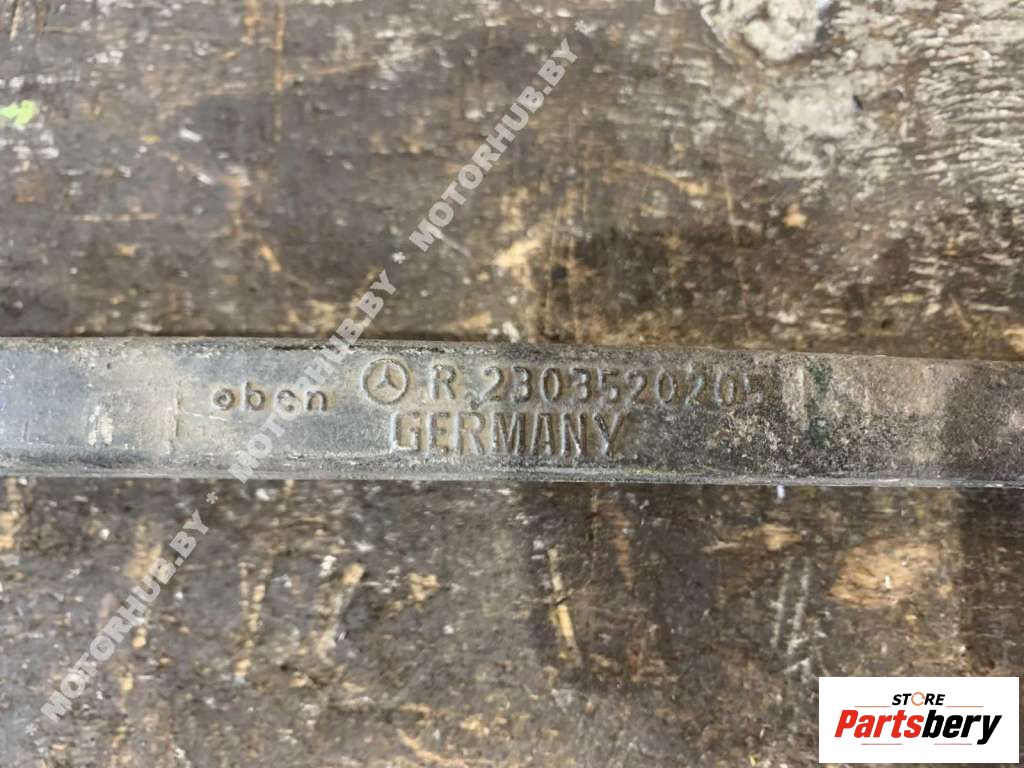 oben R. 2303520205
GERMANY
* MOTORHUB.BY * MOTORHUB.BY * MOTORHUB.BY * MOTORHUB.BY
STORE
Partsbery